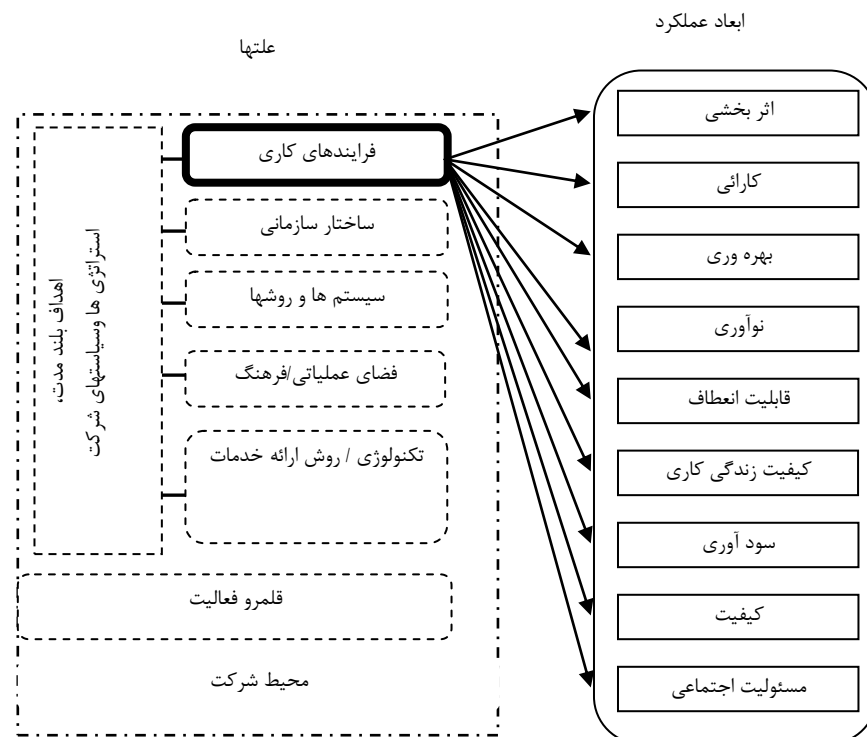 ابعاد عملکرد
علتها
اثر بخشی
کارائی
بهره وری
نوآوری
قابلیت انعطاف
کیفیت زندگی کاری
سود آوری
کیفیت
مسئولیت اجتماعی
فرایندهای کاری
ساختار سازمانی
سیستم ها و روشها
فضای عملیاتی/فرهنگ
تکنولوژی / روش ارائه خدمات
اهداف بلند مدت،
استراتژی ها وسیاستهای شرکت
قلمرو فعالیت
محیط شرکت